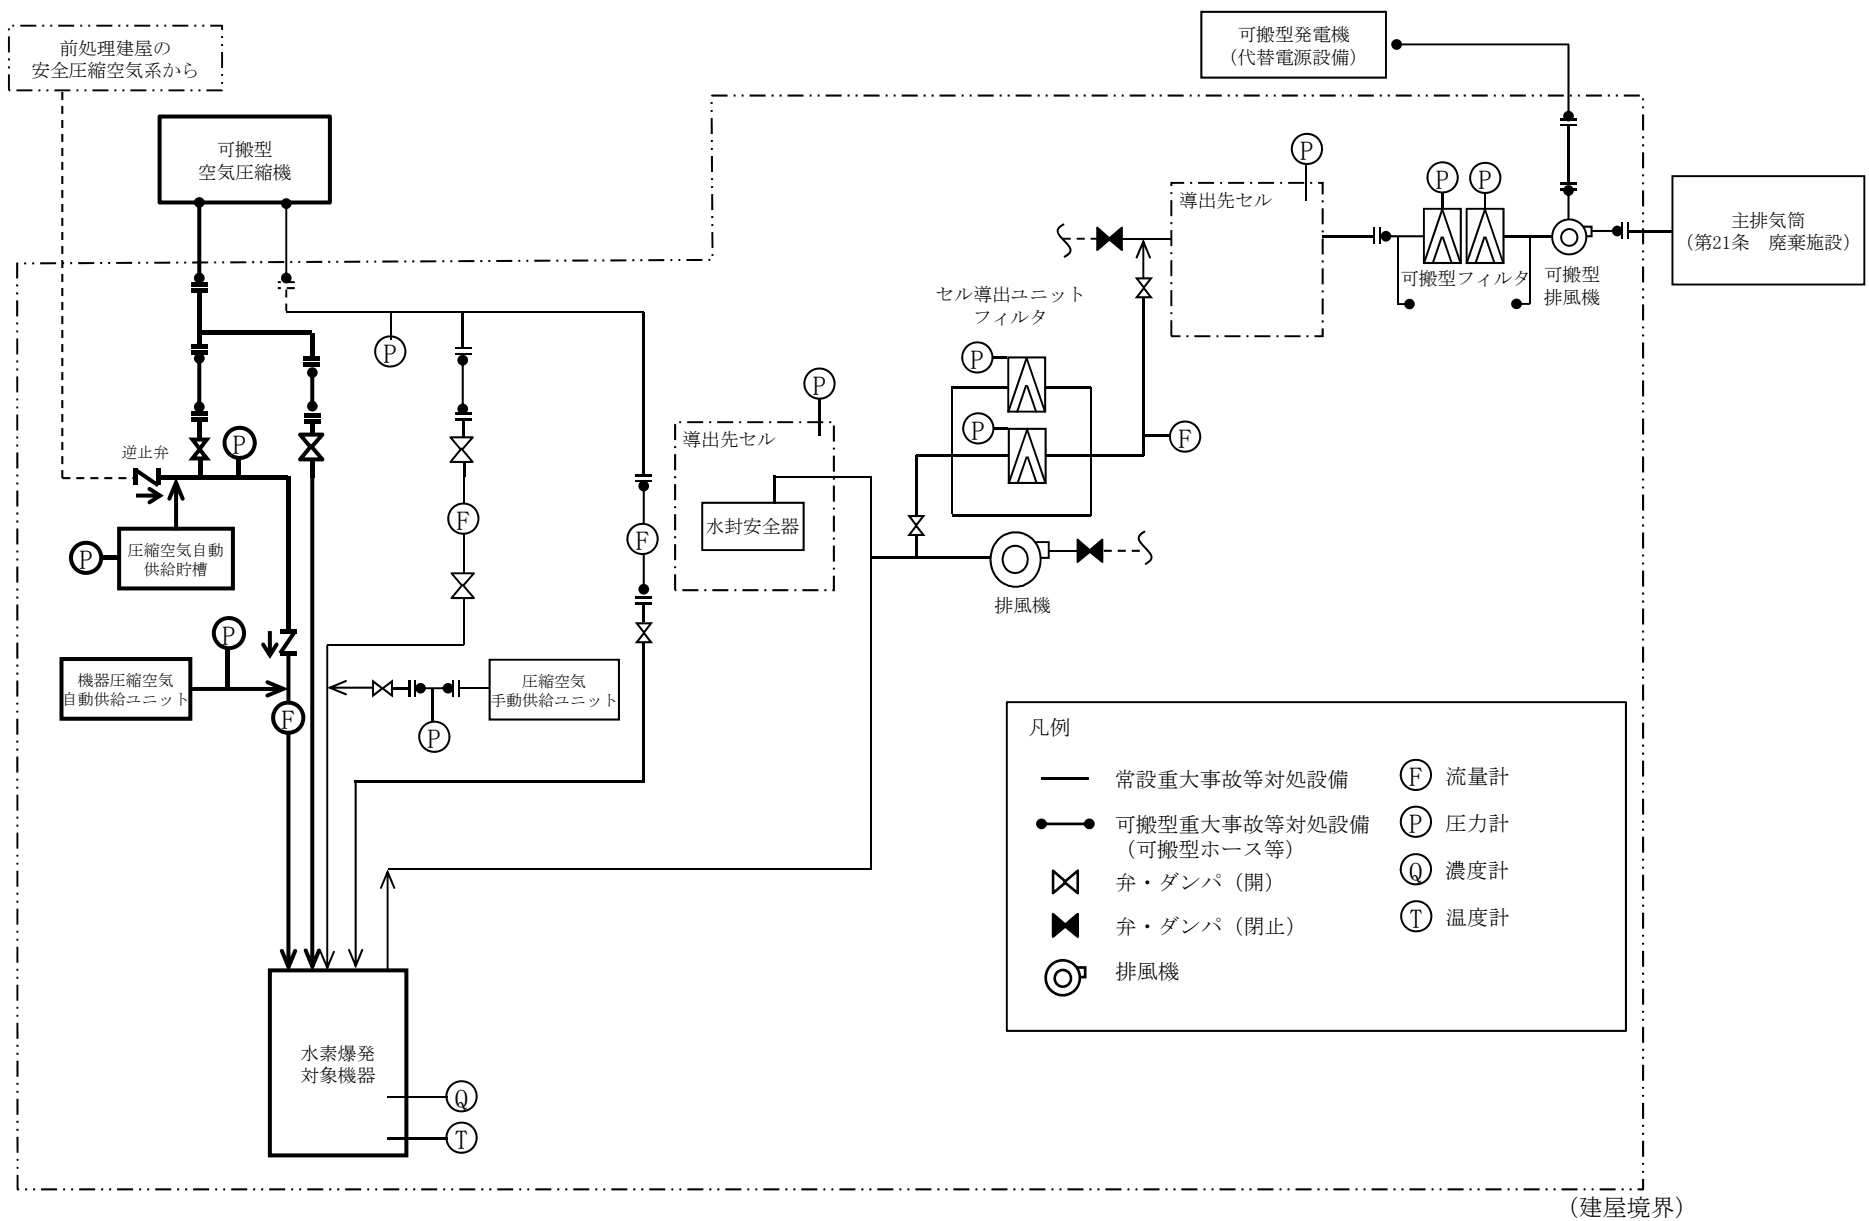 前処理建屋の
安全圧縮空気系から
可搬型発電機
（代替電源設備）
可搬型
空気圧縮機
P
P
P
導出先セル
主排気筒
（第21条　廃棄施設）
可搬型フィルタ
可搬型
排風機
セル導出ユニット
フィルタ
P
P
P
F
P
導出先セル
水封安全器
排風機
逆止弁
P
F
F
圧縮空気自動
供給貯槽
P
P
機器圧縮空気
自動供給ユニット
F
圧縮空気
手動供給ユニット
P
凡例
常設重大事故等対処設備
可搬型重大事故等対処設備
（可搬型ホース等）
弁・ダンパ（開）
弁・ダンパ（閉止）
排風機
F 流量計
P 圧力計
Q 濃度計
T 温度計
水素爆発
対象機器
Q
T
（建屋境界）